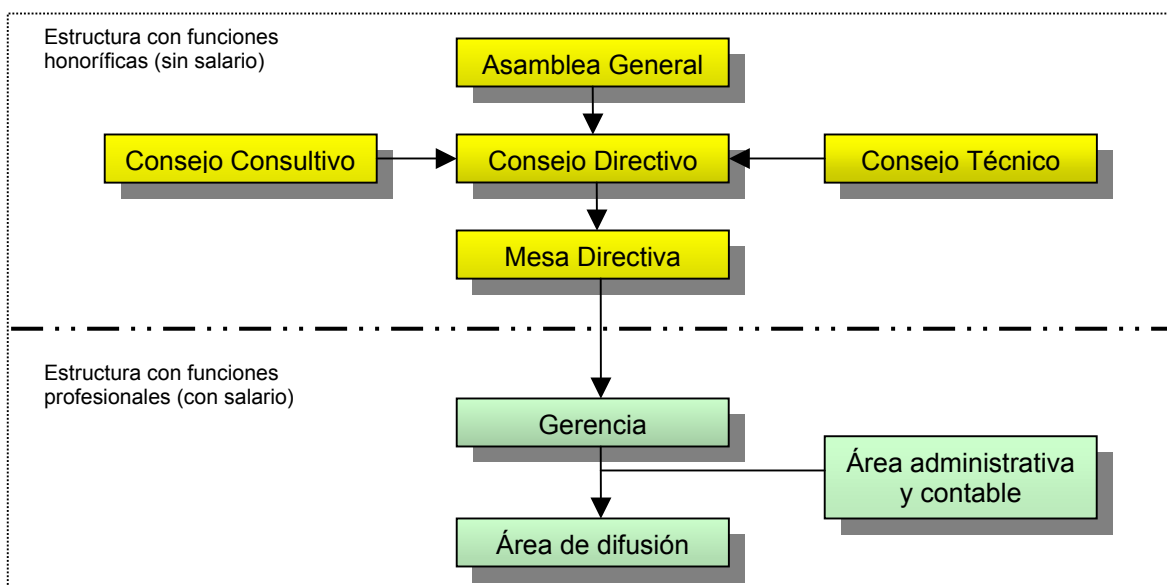 Estructura con funciones
honoríficas (sin salario)
Asamblea General
Consejo Consultivo
Consejo Directivo
Consejo Técnico
Mesa Directiva
Estructura con funciones
profesionales (con salario)
Gerencia
Área administrativa
y contable
Área de difusión